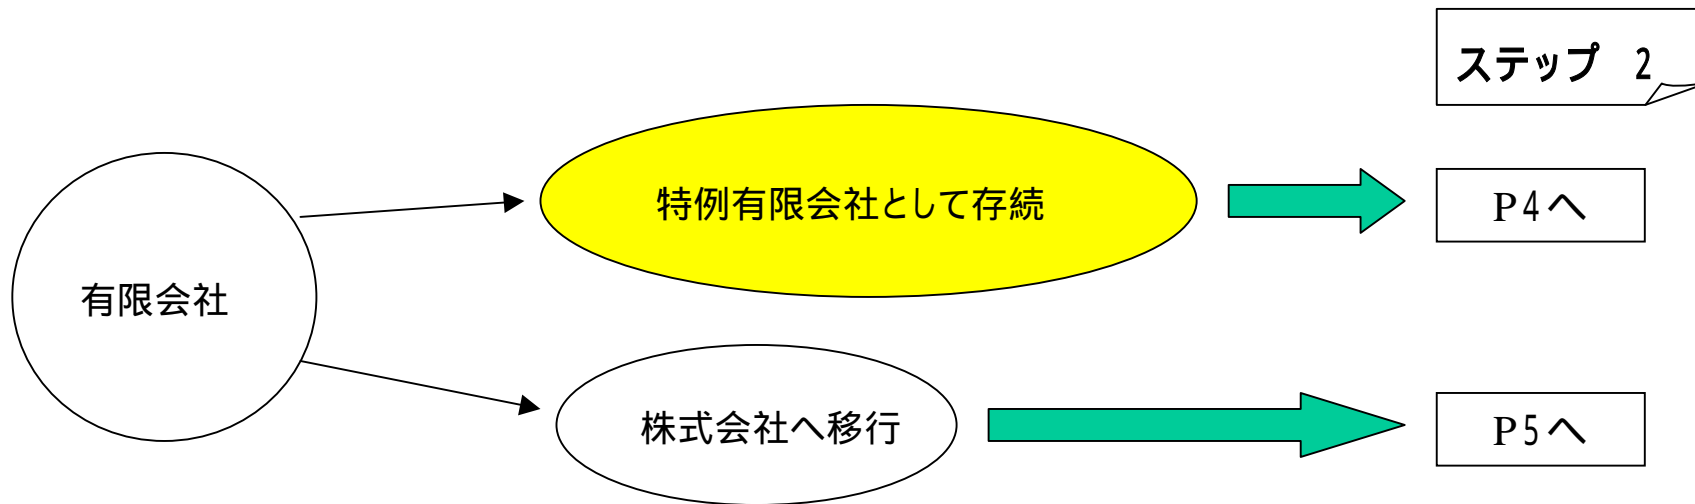 ステップ 2
特例有限会社として存続
P4へ
有限会社
株式会社へ移行
P5へ